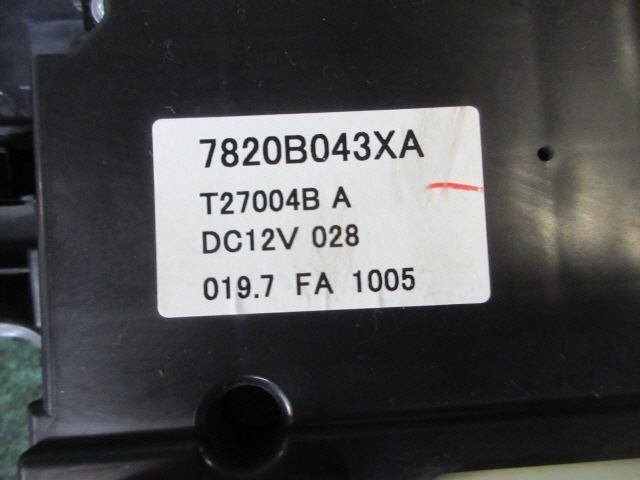 7820B043XA
T27004B A
DC12V 028
019.7 FA 1005